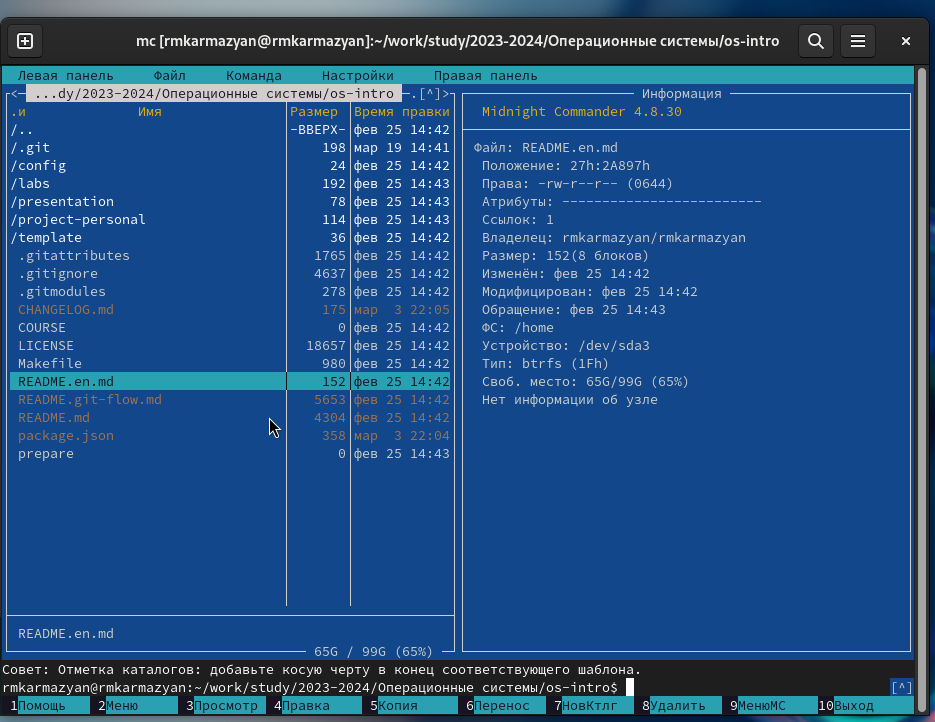 mc [rmkarmazyan@rmkarmazyan]:~/work/study/2023-2024/Операционные системы/os-intro
Левая панель Файл Команда Настройки Правая панель
<─ ...dy/2023-2024/Операционные системы/os-intro ─.[^]>
.и Имя Размер Время правки
/.. -ВВЕРХ- фев 25 14:42
/.git 198 мар 19 14:41
/config 24 фев 25 14:42
/labs 192 фев 25 14:43
/presentation 78 фев 25 14:43
/project-personal 114 фев 25 14:43
/template 36 фев 25 14:42
.gitattributes 1765 фев 25 14:42
.gitignore 4637 фев 25 14:42
.gitmodules 278 фев 25 14:42
CHANGELOG.md 175 мар 3 22:05
COURSE 0 фев 25 14:42
LICENSE 18657 фев 25 14:42
Makefile 980 фев 25 14:42
README.en.md 152 фев 25 14:42
README.git-flow.md 5653 фев 25 14:42
README.md 4304 фев 25 14:42
package.json 358 мар 3 22:04
prepare 0 фев 25 14:43
README.en.md
65G / 99G (65%)
Информация
Midnight Commander 4.8.30
Файл: README.en.md
Положение: 27h:2A897h
Права: -rw-r--r-- (0644)
Атрибуты: -------------------------
Ссылок: 1
Владелец: rmkarmazyan/rmkarmazyan
Размер: 152(8 блоков)
Изменён: фев 25 14:42
Модифицирован: фев 25 14:42
Обращение: фев 25 14:43
ФС: /home
Устройство: /dev/sda3
Тип: btrfs (1Fh)
Своб. место: 65G/99G (65%)
Нет информации об узле
Совет: Отметка каталогов: добавьте косую черту в конец соответствующего шаблона.
rmkarmazyan@rmkarmazyan:~/work/study/2023-2024/Операционные системы/os-intro$ [^]
1Помощь 2Меню 3Просмотр 4Правка 5Копия 6Перенос 7НовКтлг 8Удалить 9МенюМС 10Выход